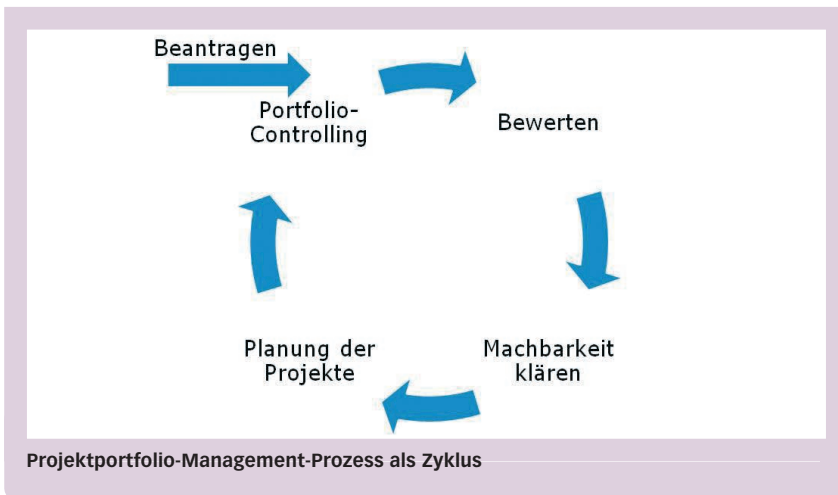 Beantragen
Portfolio-
Controlling
Bewerten
Machbarkeit
klären
Planung der
Projekte
Projektportfolio-Management-Prozess als Zyklus